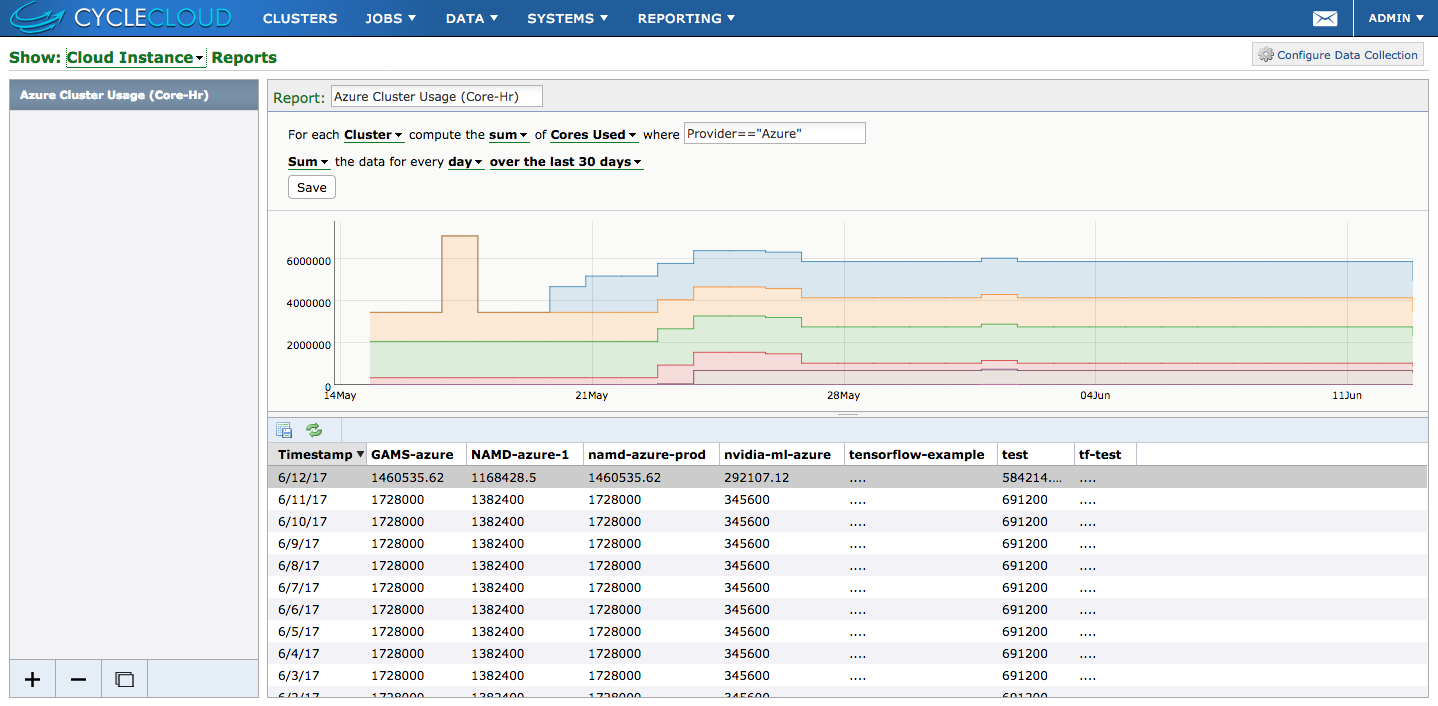 CYCLECLOUD CLUSTERS JOBS DATA SYSTEMS REPORTING ADMIN
Show: Cloud Instance Reports Configure Data Collection
Azure Cluster Usage (Core-Hr)
Report: Azure Cluster Usage (Core-Hr)
For each Cluster compute the sum of Cores Used where Provider=="Azure"
Sum the data for every day over the last 30 days
Save
6000000
4000000
2000000
0
14May 21May 28May 04Jun 11Jun
Timestamp GAMS-azure NAMD-azure-1 namd-azure-prod nvidia-ml-azure tensorflow-example test tf-test
6/12/17 1460535.62 1168428.5 1460535.62 292107.12 .... 584214.... ....
6/11/17 1728000 1382400 1728000 345600 .... 691200 ....
6/10/17 1728000 1382400 1728000 345600 .... 691200 ....
6/9/17 1728000 1382400 1728000 345600 .... 691200 ....
6/8/17 1728000 1382400 1728000 345600 .... 691200 ....
6/7/17 1728000 1382400 1728000 345600 .... 691200 ....
6/6/17 1728000 1382400 1728000 345600 .... 691200 ....
6/5/17 1728000 1382400 1728000 345600 .... 691200 ....
6/4/17 1728000 1382400 1728000 345600 .... 691200 ....
6/3/17 1728000 1382400 1728000 345600 .... 691200 ....